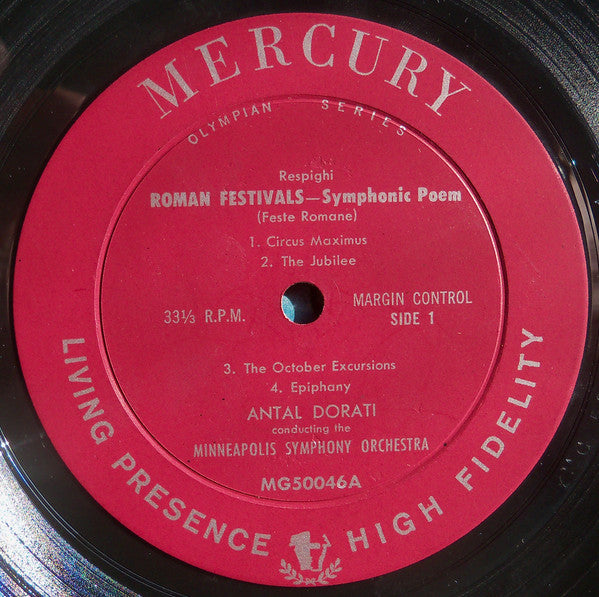 MERCURY
OLYMPIAN SERIES
Respighi
ROMAN FESTIVALS—Symphonic Poem
(Feste Romane)
1. Circus Maximus
2. The Jubilee
33⅓ R.P.M.
MARGIN CONTROL
SIDE 1
3. The October Excursions
4. Epiphany
ANTAL DORATI
conducting the
MINNEAPOLIS SYMPHONY ORCHESTRA
MG50046A
LIVING PRESENCE HIGH FIDELITY